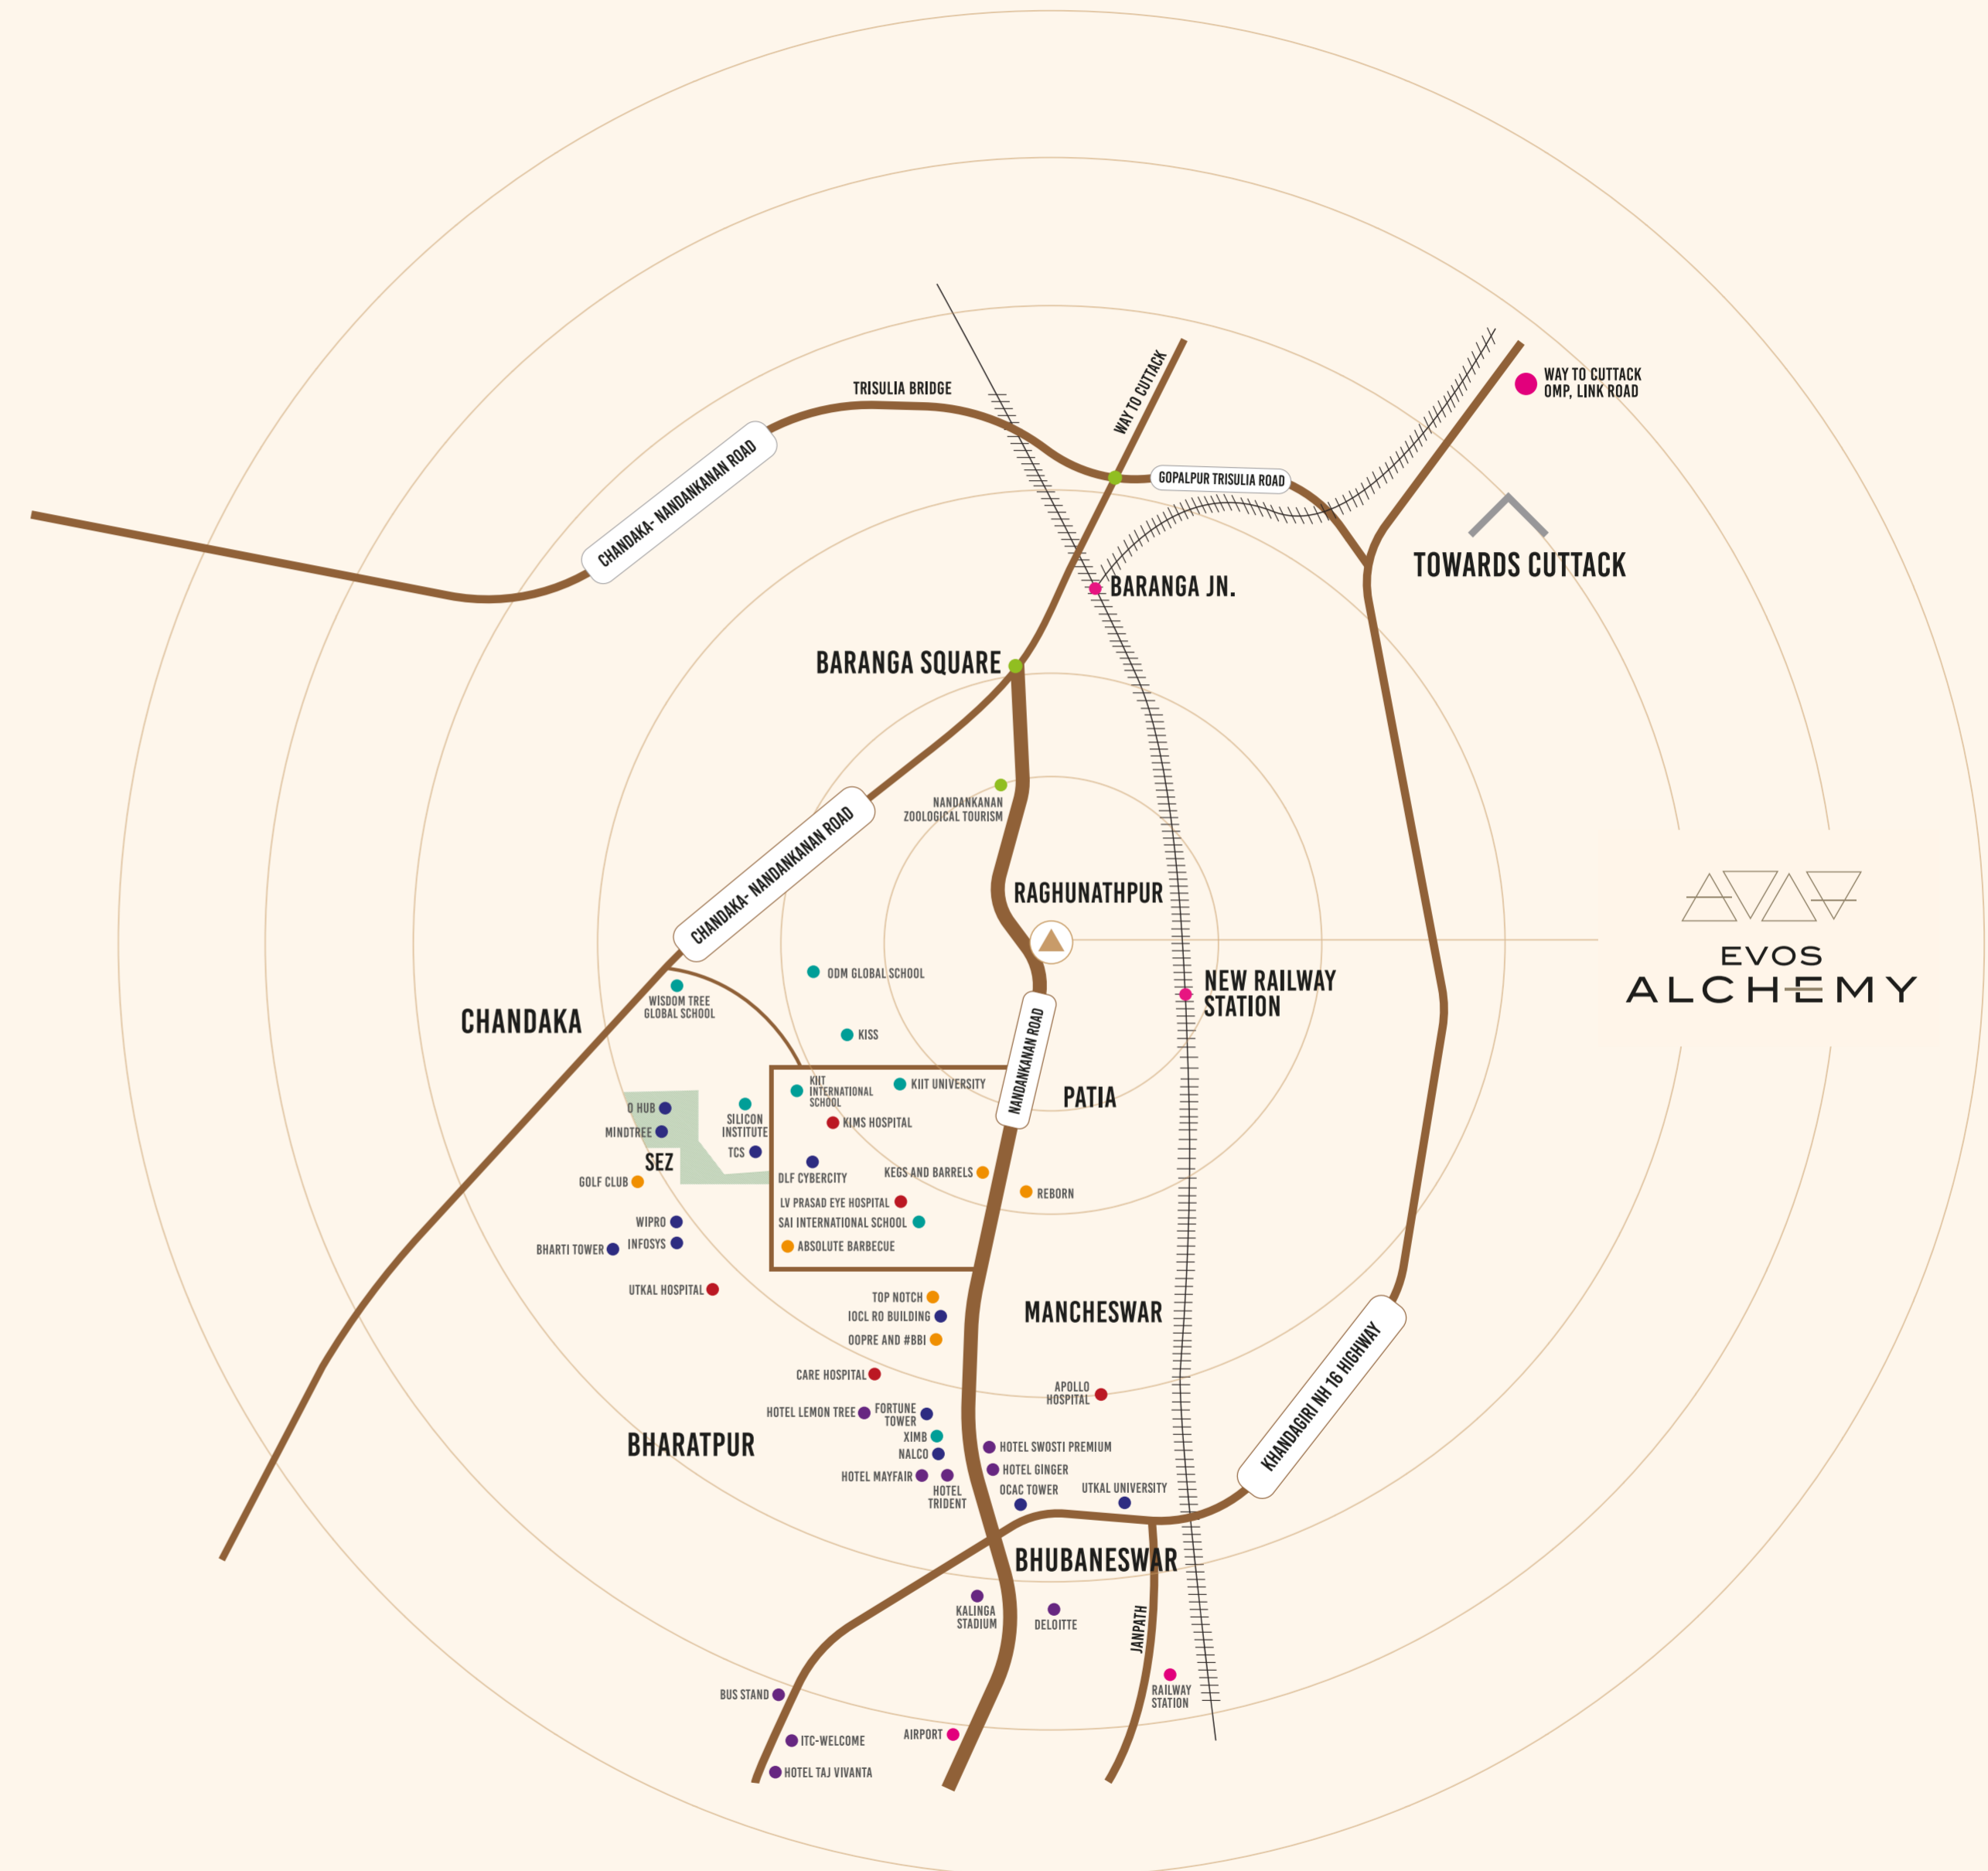 WAY TO CUTTACK
WAY TO CUTTACK
OMP, LINK ROAD
TRISULIA BRIDGE
CHANDAKA- NANDANKANAN ROAD
GOPALPUR TRISULIA ROAD
TOWARDS CUTTACK
BARANGA JN.
BARANGA SQUARE
NANDANKANAN
ZOOLOGICAL TOURISM
CHANDAKA- NANDANKANAN ROAD
RAGHUNATHPUR
EVOS
ALCHEMY
ODM GLOBAL SCHOOL
NEW RAILWAY
STATION
WISDOM TREE
GLOBAL SCHOOL
CHANDAKA
KISS
NANDANKANAN ROAD
KIIT
INTERNATIONAL
SCHOOL
KIIT UNIVERSITY
PATIA
O HUB
SILICON
INSTITUTE
KIMS HOSPITAL
MINDTREE
TCS
SEZ
DLF CYBERCITY
KEGS AND BARRELS
GOLF CLUB
REBORN
LV PRASAD EYE HOSPITAL
WIPRO
SAI INTERNATIONAL SCHOOL
BHARTI TOWER
INFOSYS
ABSOLUTE BARBECUE
UTKAL HOSPITAL
TOP NOTCH
IOCL RO BUILDING
MANCHESWAR
OOPRE AND #BBI
CARE HOSPITAL
APOLLO
HOSPITAL
KHANDAGIRI NH 16 HIGHWAY
HOTEL LEMON TREE
FORTUNE
TOWER
XIMB
BHARATPUR
NALCO
HOTEL SWOSTI PREMIUM
HOTEL MAYFAIR
HOTEL GINGER
HOTEL
TRIDENT
OCAC TOWER
UTKAL UNIVERSITY
BHUBANESWAR
KALINGA
STADIUM
DELOITTE
JANPATH
RAILWAY
STATION
BUS STAND
AIRPORT
ITC-WELCOME
HOTEL TAJ VIVANTA